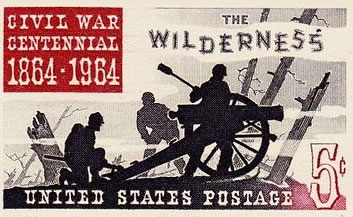 CIVIL WAR
CENTENNIAL
1864-1964
THE
WILDERNESS
5¢
UNITED STATES POSTAGE